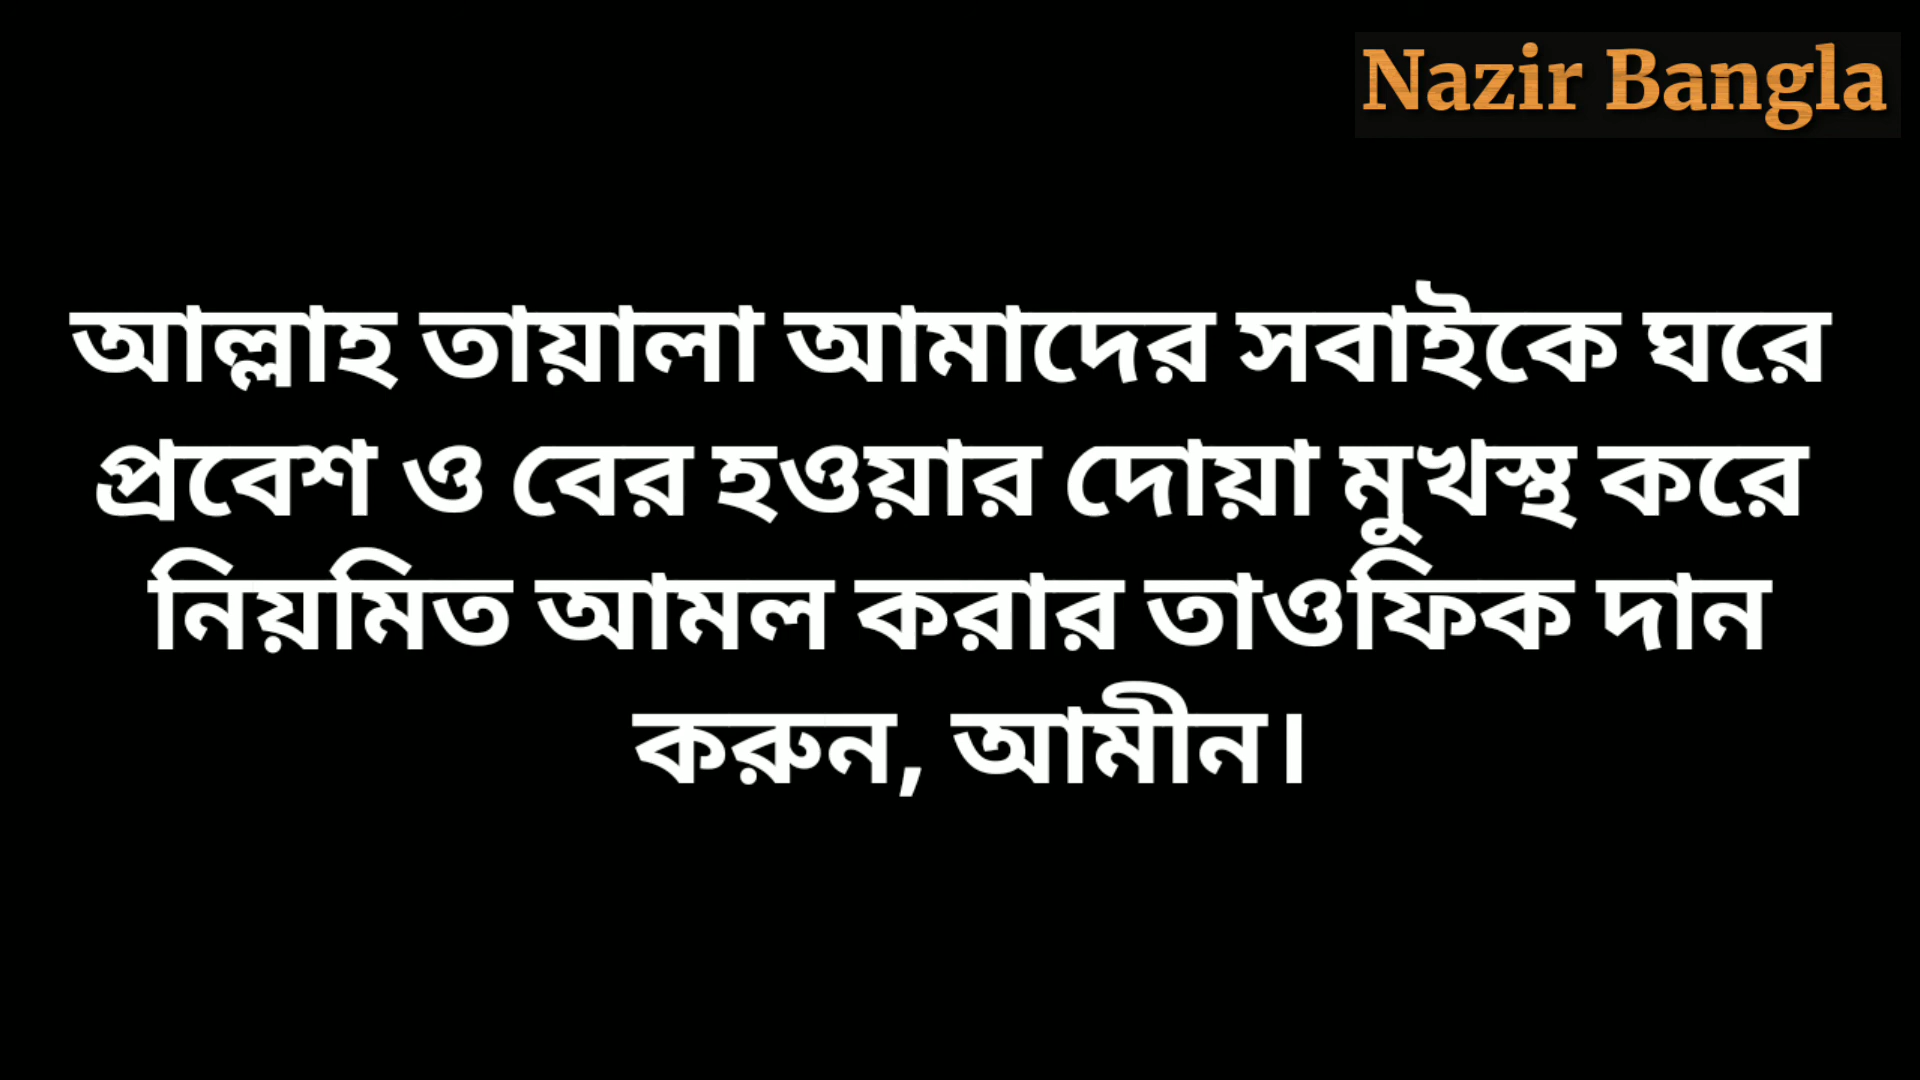 Nazir Bangla
আল্লাহ তায়ালা আমাদের সবাইকে ঘরে
প্রবেশ ও বের হওয়ার দোয়া মুখস্থ করে
নিয়মিত আমল করার তাওফিক দান
করুন, আমীন।